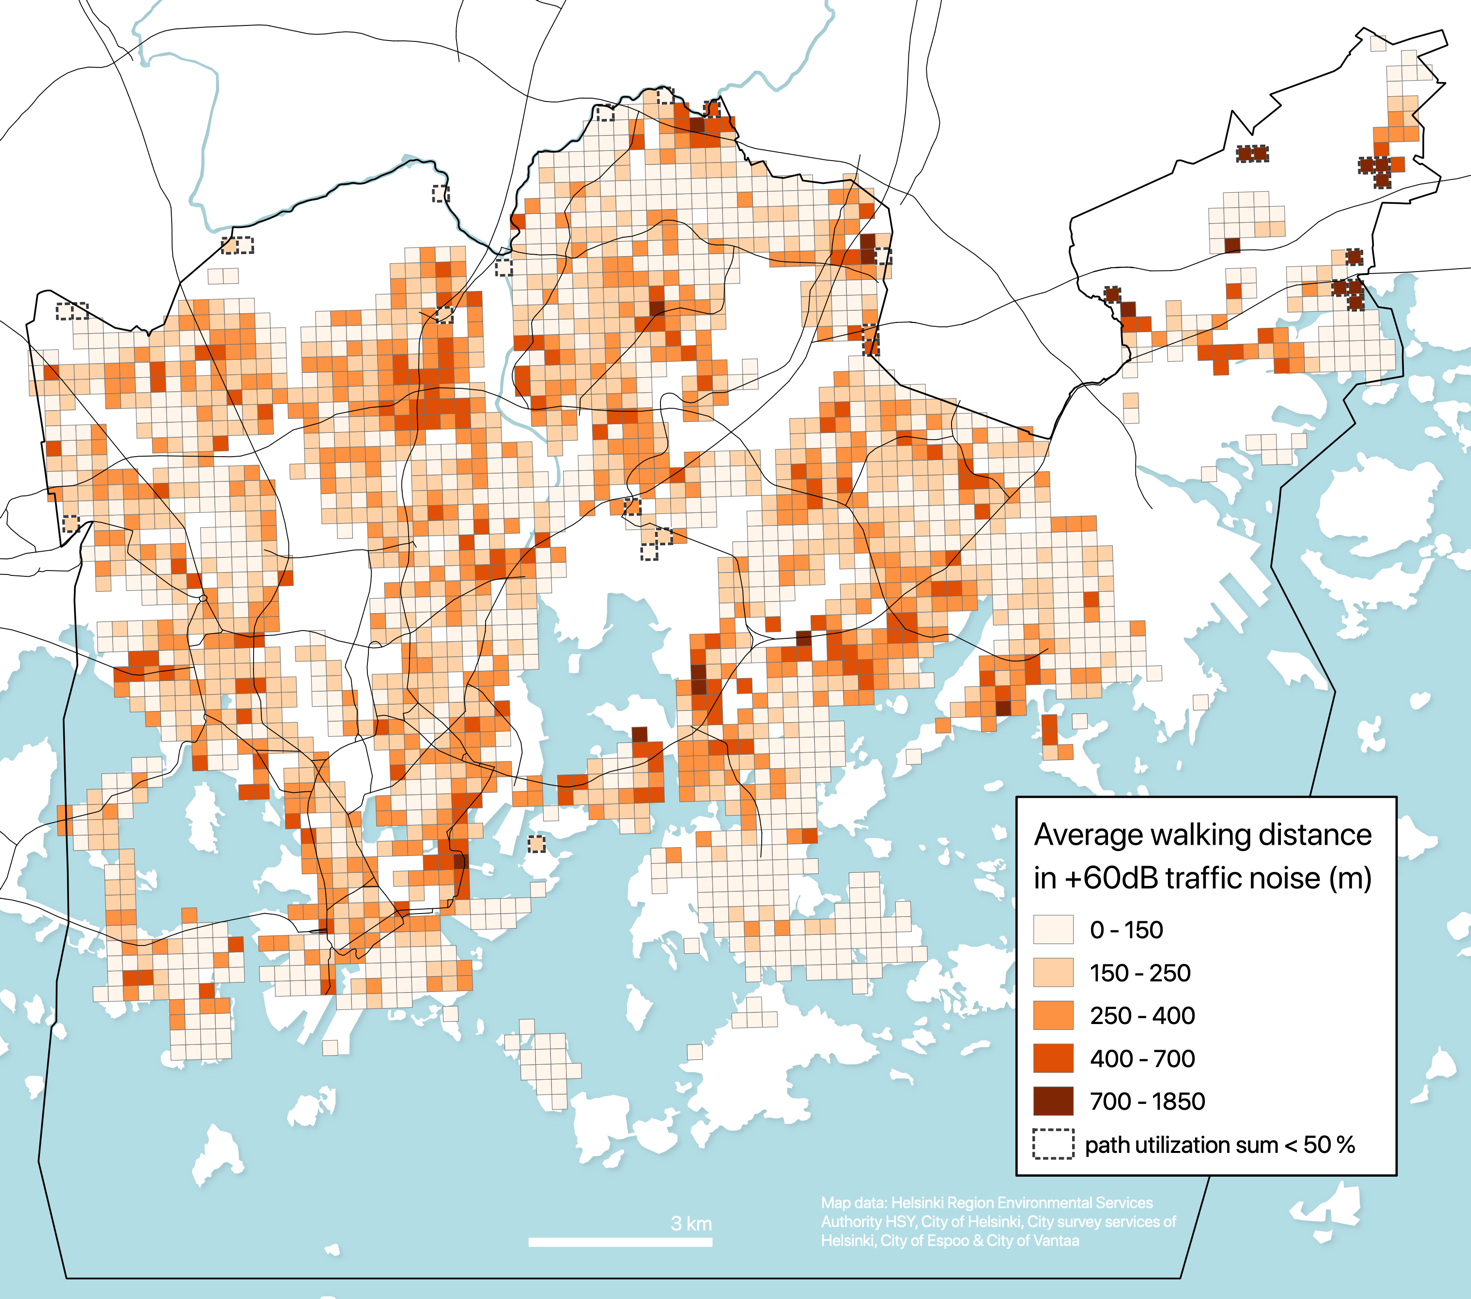 Average walking distance
in +60dB traffic noise (m)
0 - 150
150 - 250
250 - 400
400 - 700
700 - 1850
path utilization sum < 50 %
3 km
Map data: Helsinki Region Environmental Services
Authority HSY, City of Helsinki, City survey services of
Helsinki, City of Espoo & City of Vantaa